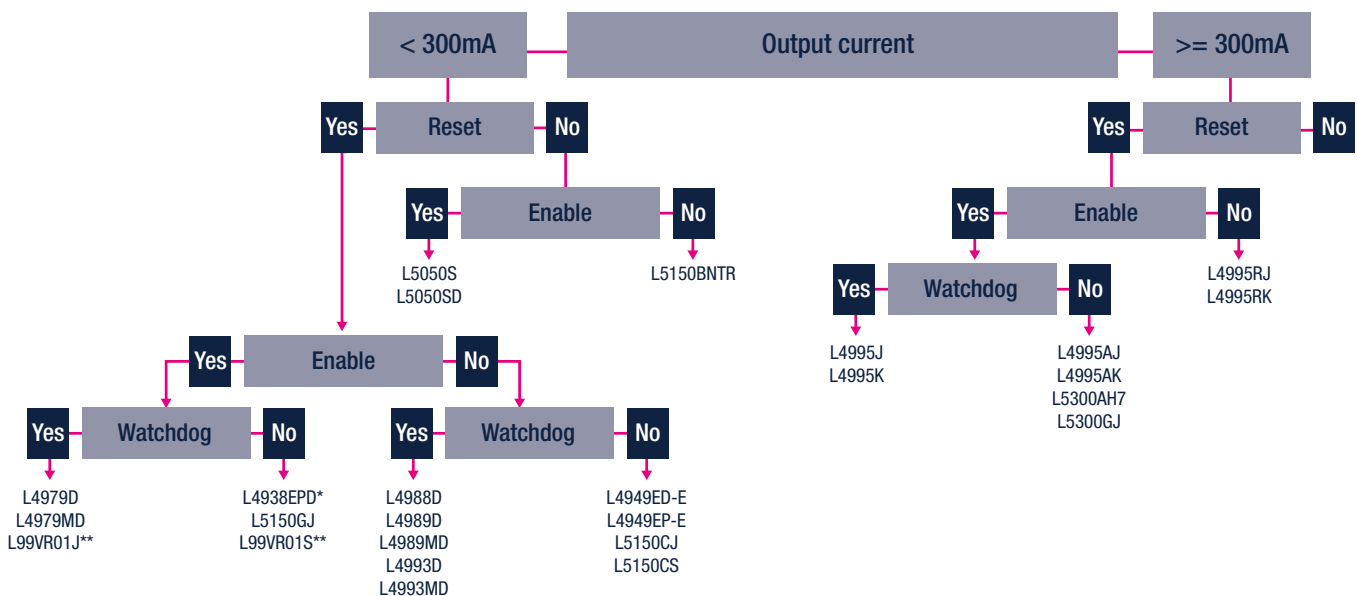 < 300mA
Output current
>= 300mA
Yes
Reset
No
Yes
Reset
No
Yes
Enable
No
Yes
Enable
No
L5050S
L5050SD
L5150BNTR
L4995RJ
L4995RK
Yes
Watchdog
No
L4995J
L4995K
L4995AJ
L4995AK
L5300AH7
L5300GJ
Yes
Enable
No
Yes
Watchdog
No
Yes
Watchdog
No
L4979D
L4979MD
L99VR01J**
L4938EPD*
L5150GJ
L99VR01S**
L4988D
L4989D
L4989MD
L4993D
L4993MD
L4949ED-E
L4949EP-E
L5150CJ
L5150CS